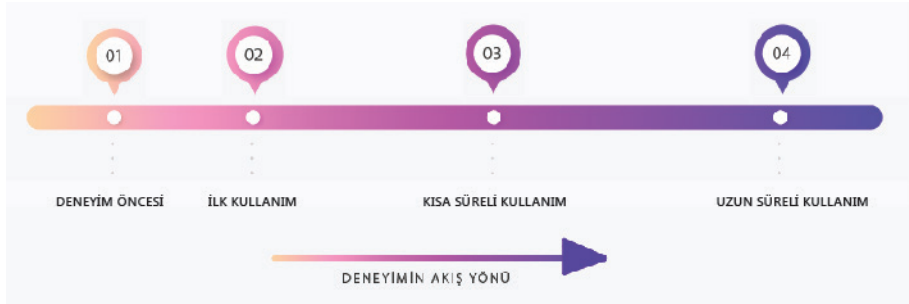 01 02 03 04
DENEYİM ÖNCESİ İLK KULLANIM KISA SÜRELİ KULLANIM UZUN SÜRELİ KULLANIM
DENEYİMİN AKIŞ YÖNÜ